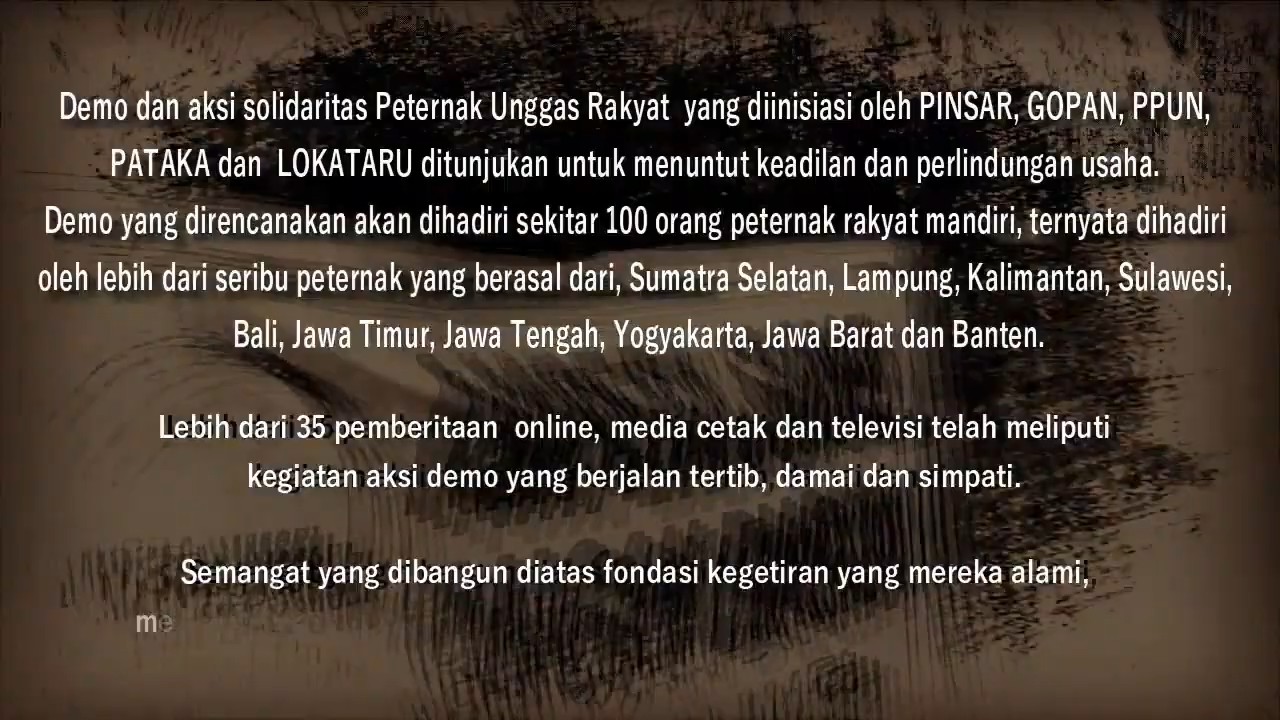 Demo dan aksi solidaritas Peternak Unggas Rakyat yang diinisiasi oleh PINSAR, GOPAN, PPUN,
PATAKA dan LOKATARU ditunjukan untuk menuntut keadilan dan perlindungan usaha.
Demo yang direncanakan akan dihadiri sekitar 100 orang peternak rakyat mandiri, ternyata dihadiri
oleh lebih dari seribu peternak yang berasal dari, Sumatra Selatan, Lampung, Kalimantan, Sulawesi,
Bali, Jawa Timur, Jawa Tengah, Yogyakarta, Jawa Barat dan Banten.
Lebih dari 35 pemberitaan online, media cetak dan televisi telah meliputi
kegiatan aksi demo yang berjalan tertib, damai dan simpati.
Semangat yang dibangun diatas fondasi kegetiran yang mereka alami,
me